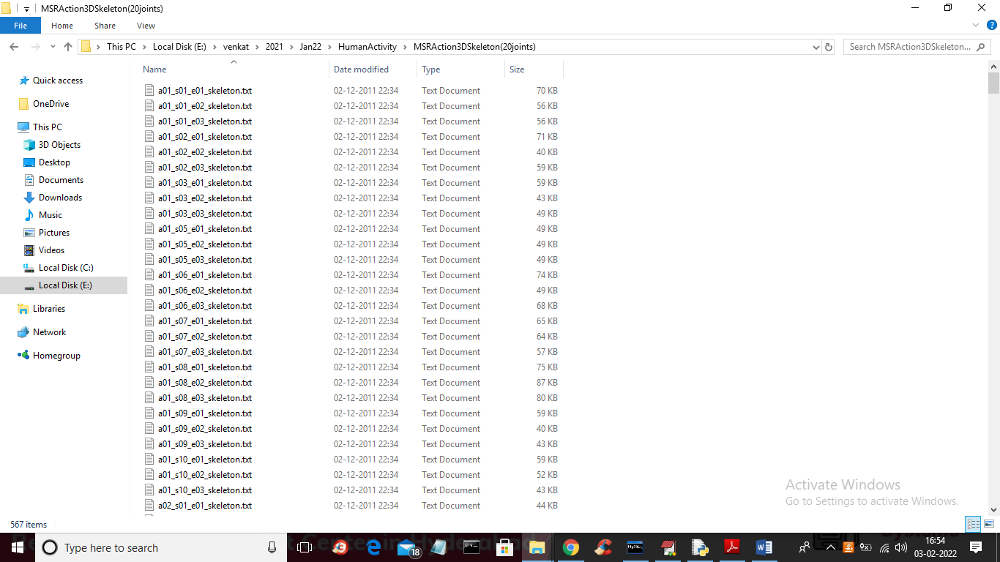 MSRAction3DSkeleton(20joints)
File Home Share View
This PC Local Disk (E:) venkat 2021 Jan22 HumanActivity MSRAction3DSkeleton(20joints)
Search MSRAction3DSkeleton...
Name Date modified Type Size
Quick access
OneDrive
This PC
3D Objects
Desktop
Documents
Downloads
Music
Pictures
Videos
Local Disk (C:)
Local Disk (E:)
Libraries
Network
Homegroup
a01_s01_e01_skeleton.txt 02-12-2011 22:34 Text Document 70 KB
a01_s01_e02_skeleton.txt 02-12-2011 22:34 Text Document 56 KB
a01_s01_e03_skeleton.txt 02-12-2011 22:34 Text Document 56 KB
a01_s02_e01_skeleton.txt 02-12-2011 22:34 Text Document 71 KB
a01_s02_e02_skeleton.txt 02-12-2011 22:34 Text Document 40 KB
a01_s02_e03_skeleton.txt 02-12-2011 22:34 Text Document 59 KB
a01_s03_e01_skeleton.txt 02-12-2011 22:34 Text Document 59 KB
a01_s03_e02_skeleton.txt 02-12-2011 22:34 Text Document 43 KB
a01_s03_e03_skeleton.txt 02-12-2011 22:34 Text Document 49 KB
a01_s05_e01_skeleton.txt 02-12-2011 22:34 Text Document 49 KB
a01_s05_e02_skeleton.txt 02-12-2011 22:34 Text Document 49 KB
a01_s05_e03_skeleton.txt 02-12-2011 22:34 Text Document 49 KB
a01_s06_e01_skeleton.txt 02-12-2011 22:34 Text Document 74 KB
a01_s06_e02_skeleton.txt 02-12-2011 22:34 Text Document 49 KB
a01_s06_e03_skeleton.txt 02-12-2011 22:34 Text Document 68 KB
a01_s07_e01_skeleton.txt 02-12-2011 22:34 Text Document 65 KB
a01_s07_e02_skeleton.txt 02-12-2011 22:34 Text Document 64 KB
a01_s07_e03_skeleton.txt 02-12-2011 22:34 Text Document 57 KB
a01_s08_e01_skeleton.txt 02-12-2011 22:34 Text Document 75 KB
a01_s08_e02_skeleton.txt 02-12-2011 22:34 Text Document 87 KB
a01_s08_e03_skeleton.txt 02-12-2011 22:34 Text Document 80 KB
a01_s09_e01_skeleton.txt 02-12-2011 22:34 Text Document 59 KB
a01_s09_e02_skeleton.txt 02-12-2011 22:34 Text Document 40 KB
a01_s09_e03_skeleton.txt 02-12-2011 22:34 Text Document 43 KB
a01_s10_e01_skeleton.txt 02-12-2011 22:34 Text Document 59 KB
a01_s10_e02_skeleton.txt 02-12-2011 22:34 Text Document 52 KB
a01_s10_e03_skeleton.txt 02-12-2011 22:34 Text Document 43 KB
a02_s01_e01_skeleton.txt 02-12-2011 22:34 Text Document 44 KB
Activate Windows
Go to Settings to activate Windows.
567 items
Type here to search
18
16:54
03-02-2022